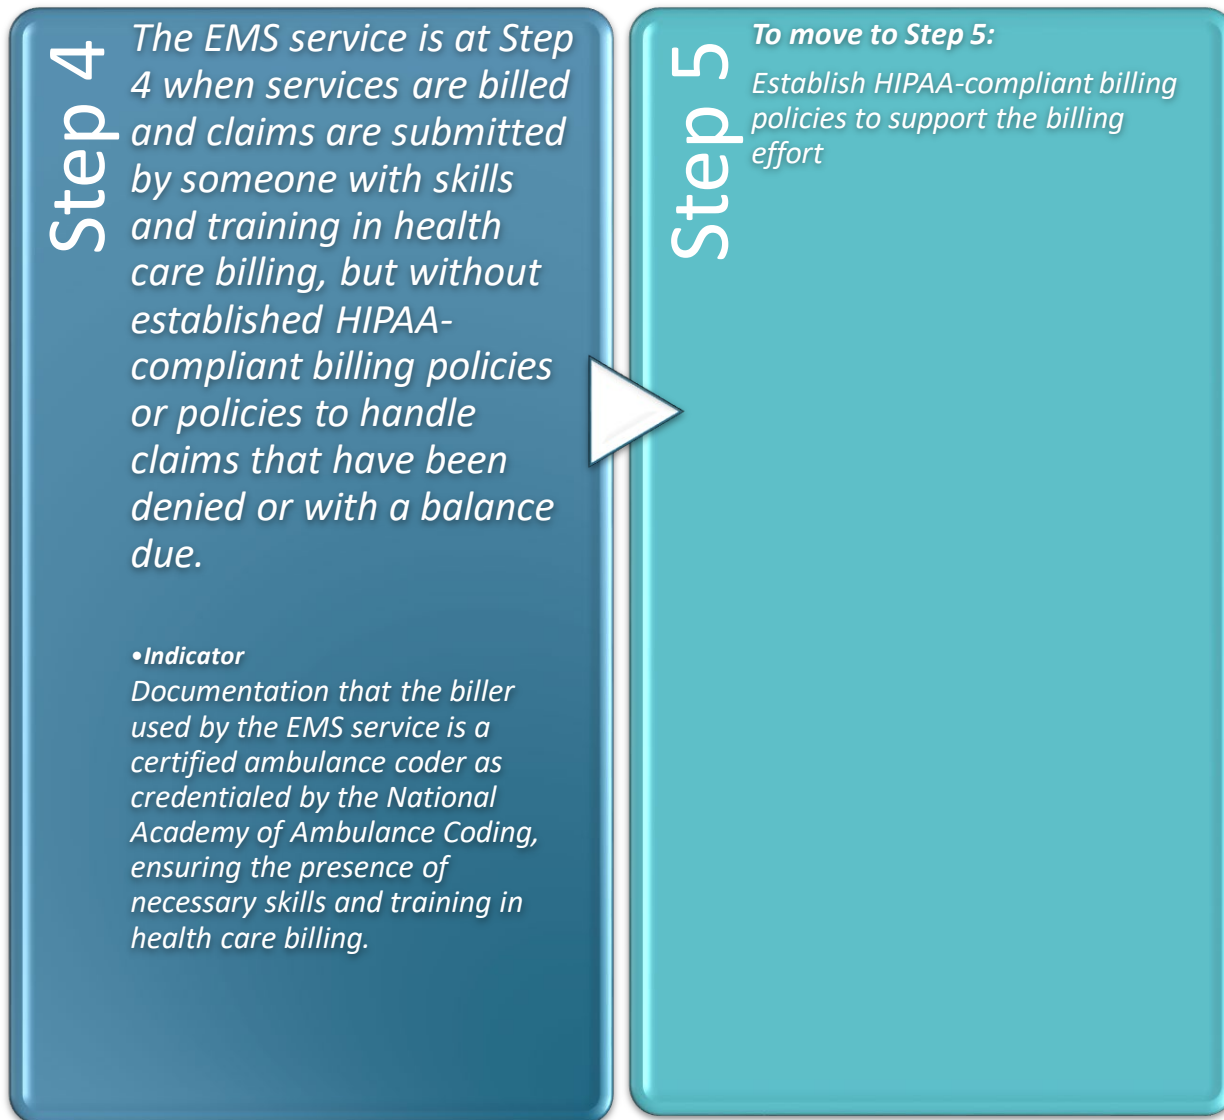 Step 4
The EMS service is at Step
4 when services are billed
and claims are submitted
by someone with skills
and training in health
care billing, but without
established HIPAA-
compliant billing policies
or policies to handle
claims that have been
denied or with a balance
due.
•Indicator
Documentation that the biller
used by the EMS service is a
certified ambulance coder as
credentialed by the National
Academy of Ambulance Coding,
ensuring the presence of
necessary skills and training in
health care billing.
Step 5
To move to Step 5:
Establish HIPAA-compliant billing
policies to support the billing
effort